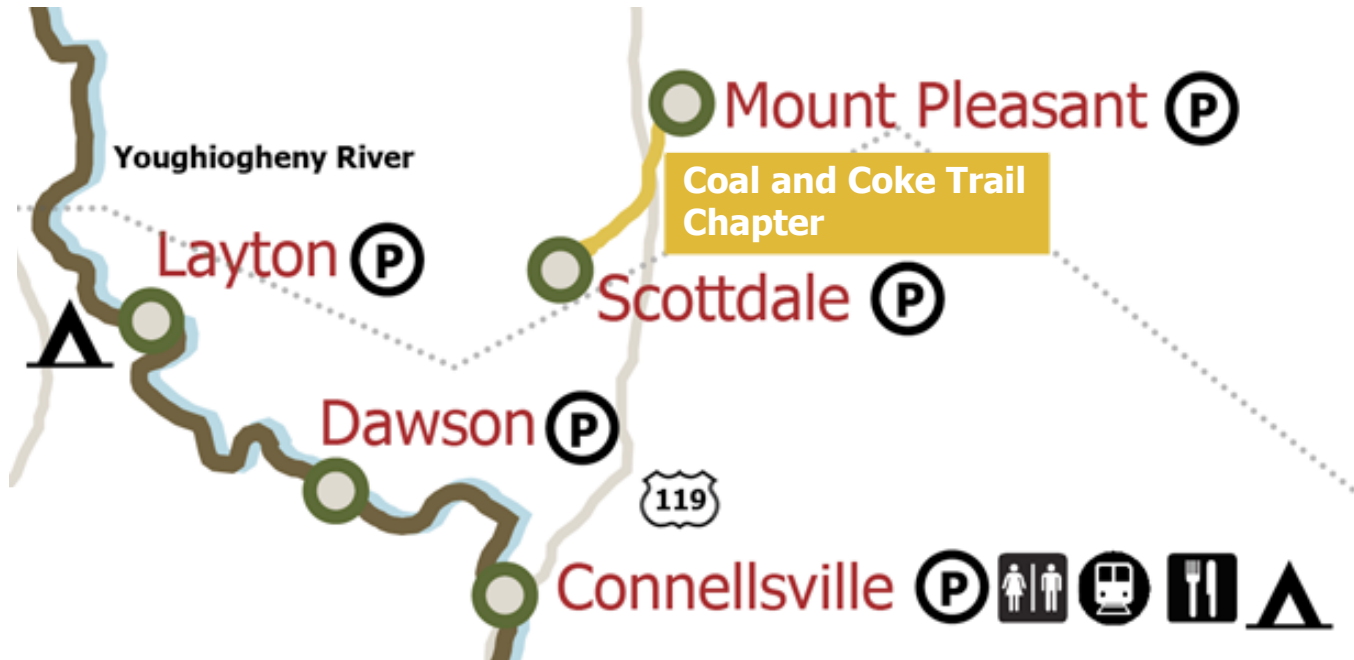 Mount Pleasant P
Youghiogheny River
Coal and Coke Trail
Chapter
Layton P
Scottdale P
Dawson P
119
Connellsville P